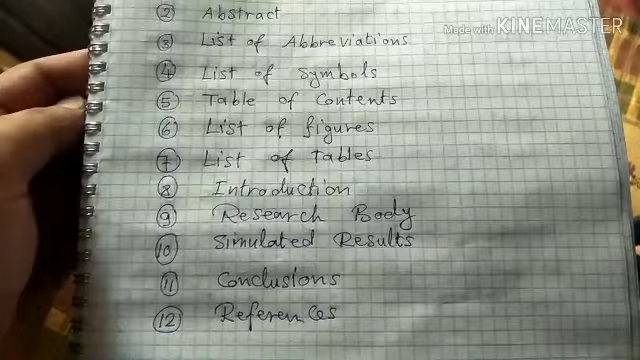 Made with KINEMASTER
② Abstract
③ List of Abbreviations
④ List of Symbols
⑤ Table of Contents
⑥ List of figures
⑦ List of Tables
⑧ Introduction
⑨ Research Body
⑩ Simulated Results
⑪ Conclusions
⑫ References